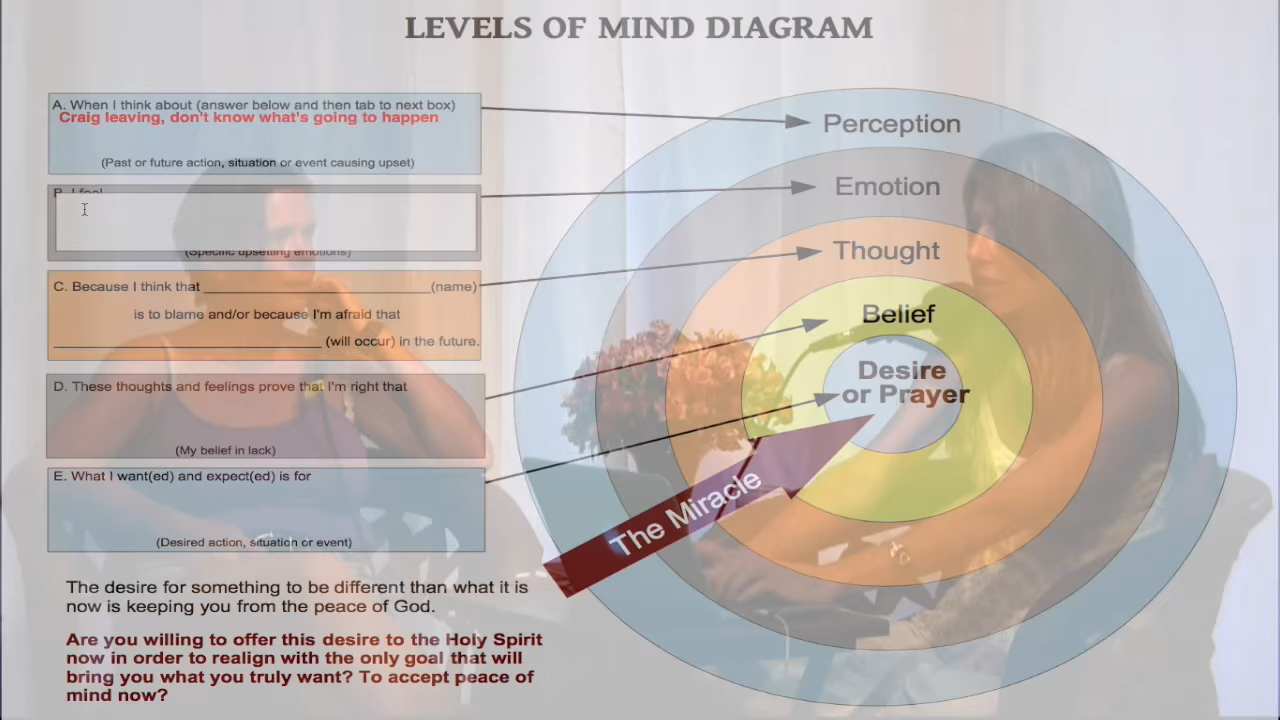 LEVELS OF MIND DIAGRAM
A. When I think about (answer below and then tab to next box)
Craig leaving, don't know what's going to happen
(Past or future action, situation or event causing upset)
B. I feel
(Specific upsetting emotions)
C. Because I think that ____________________________(name)
is to blame and/or because I'm afraid that
_________________________________ (will occur) in the future.
D. These thoughts and feelings prove that I'm right that
(My belief in lack)
E. What I want(ed) and expect(ed) is for
(Desired action, situation or event)
The desire for something to be different than what it is
now is keeping you from the peace of God.
Are you willing to offer this desire to the Holy Spirit
now in order to realign with the only goal that will
bring you what you truly want? To accept peace of
mind now?
Perception
Emotion
Thought
Belief
Desire
or Prayer
The Miracle